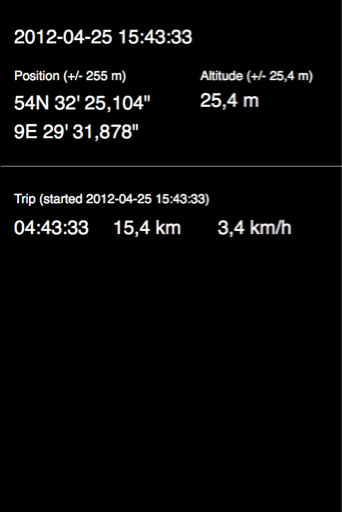 2012-04-25 15:43:33
Position (+/- 255 m) Altitude (+/- 25,4 m)
54N 32' 25,104" 25,4 m
9E 29' 31,878"
Trip (started 2012-04-25 15:43:33)
04:43:33 15,4 km 3,4 km/h